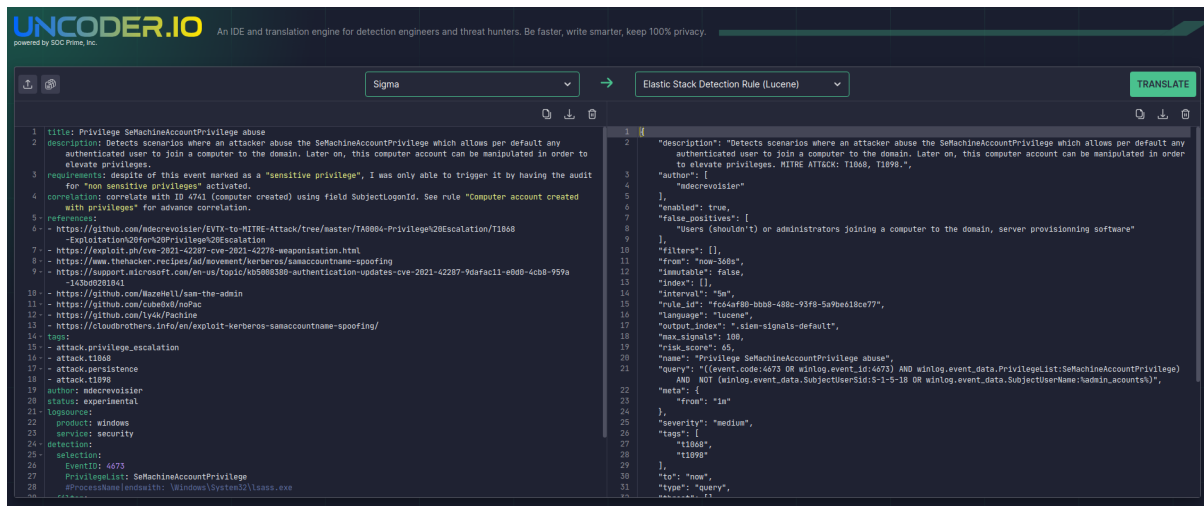 UNCODER.IO
powered by SOC Prime, Inc.
An IDE and translation engine for detection engineers and threat hunters. Be faster, write smarter, keep 100% privacy.
Sigma
Elastic Stack Detection Rule (Lucene)
TRANSLATE
1 title: Privilege SeMachineAccountPrivilege abuse
2 description: Detects scenarios where an attacker abuse the SeMachineAccountPrivilege which allows per default any
authenticated user to join a computer to the domain. Later on, this computer account can be manipulated in order to
elevate privileges.
3 requirements: despite of this event marked as a "sensitive privilege", I was only able to trigger it by having the audit
for "non sensitive privileges" activated.
4 correlation: correlate with ID 4741 (computer created) using field SubjectLogonId. See rule "Computer account created
with privileges" for advance correlation.
5 references:
6 - https://github.com/mdecrevoisier/EVTX-to-MITRE-Attack/tree/master/TA0004-Privilege%20Escalation/T1068
-Exploitation%20for%20Privilege%20Escalation
7 - https://exploit.ph/cve-2021-42287-cve-2021-42278-weaponisation.html
8 - https://www.thehacker.recipes/ad/movement/kerberos/samaccountname-spoofing
9 - https://support.microsoft.com/en-us/topic/kb5008380-authentication-updates-cve-2021-42287-9dafac11-e0d0-4cb8-959a
-143bd0201041
10 - https://github.com/WazeHell/sam-the-admin
11 - https://github.com/cube0x0/noPac
12 - https://github.com/ly4k/Pachine
13 - https://cloudbrothers.info/en/exploit-kerberos-samaccountname-spoofing/
14 tags:
15 - attack.privilege_escalation
16 - attack.t1068
17 - attack.persistence
18 - attack.t1098
19 author: mdecrevoisier
20 status: experimental
21 logsource:
22 product: windows
23 service: security
24 detection:
25 selection:
26 EventID: 4673
27 PrivilegeList: SeMachineAccountPrivilege
28 #ProcessName|endswith: \Windows\System32\lsass.exe
1 {
2 "description": "Detects scenarios where an attacker abuse the SeMachineAccountPrivilege which allows per default any
authenticated user to join a computer to the domain. Later on, this computer account can be manipulated in order
to elevate privileges. MITRE ATT&CK: T1068, T1098.",
3 "author": [
4 "mdecrevoisier"
5 ],
6 "enabled": true,
7 "false_positives": [
8 "Users (shouldn't) or administrators joining a computer to the domain, server provisionning software"
9 ],
10 "filters": [],
11 "from": "now-360s",
12 "immutable": false,
13 "index": [],
14 "interval": "5m",
15 "rule_id": "fc64af80-bbb8-488c-93f8-5a9be618ce77",
16 "language": "lucene",
17 "output_index": ".siem-signals-default",
18 "max_signals": 100,
19 "risk_score": 65,
20 "name": "Privilege SeMachineAccountPrivilege abuse",
21 "query": "((event.code:4673 OR winlog.event_id:4673) AND winlog.event_data.PrivilegeList:SeMachineAccountPrivilege)
AND NOT (winlog.event_data.SubjectUserSid:S-1-5-18 OR winlog.event_data.SubjectUserName:%admin_acounts%)",
22 "meta": {
23 "from": "1m"
24 },
25 "severity": "medium",
26 "tags": [
27 "t1068",
28 "t1098"
29 ],
30 "to": "now",
31 "type": "query",